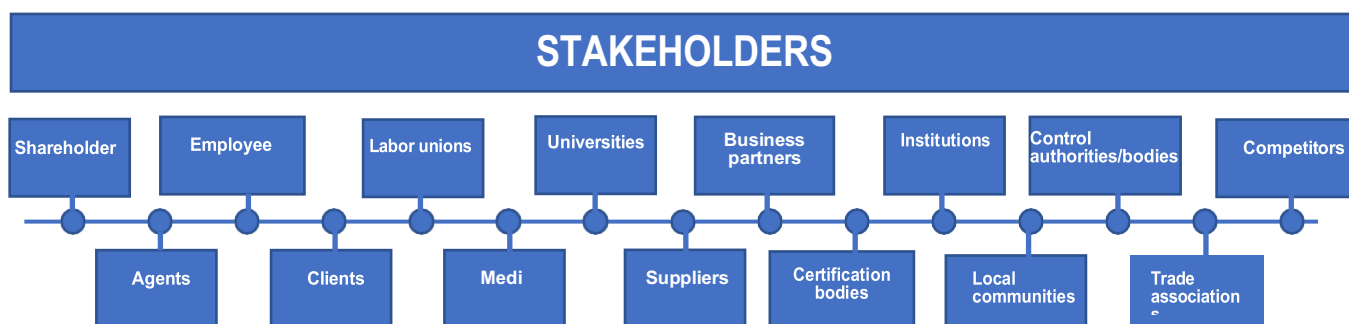 STAKEHOLDERS
Shareholder
Employee
Labor unions
Universities
Business
partners
Institutions
Control
authorities/bodies
Competitors
Agents
Clients
Medi
Suppliers
Certification
bodies
Local
communities
Trade
association
s